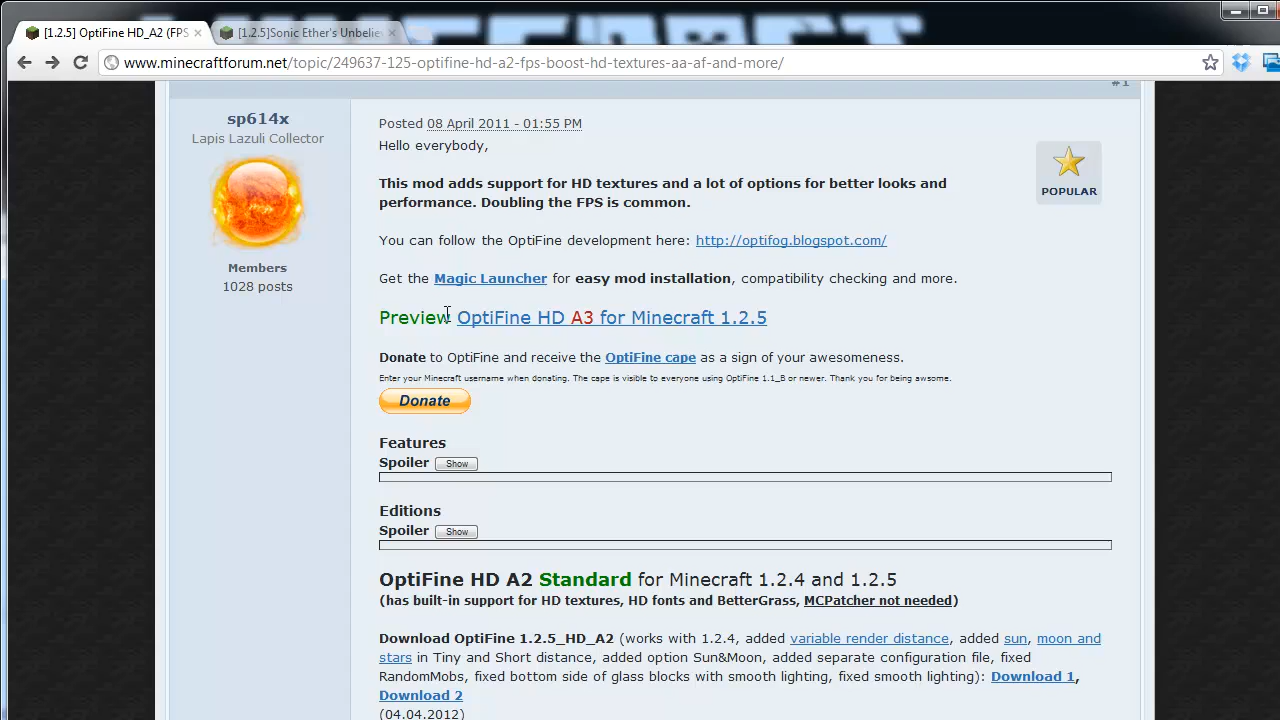 [1.2.5] OptiFine HD_A2 (FPS
[1.2.5]Sonic Ether's Unbelie
www.minecraftforum.net/topic/249637-125-optifine-hd-a2-fps-boost-hd-textures-aa-af-and-more/
#1
sp614x
Lapis Lazuli Collector
Members
1028 posts
Posted 08 April 2011 - 01:55 PM
Hello everybody,
POPULAR
This mod adds support for HD textures and a lot of options for better looks and
performance. Doubling the FPS is common.
You can follow the OptiFine development here: http://optifog.blogspot.com/
Get the Magic Launcher for easy mod installation, compatibility checking and more.
Preview OptiFine HD A3 for Minecraft 1.2.5
Donate to OptiFine and receive the OptiFine cape as a sign of your awesomeness.
Enter your Minecraft username when donating. The cape is visible to everyone using OptiFine 1.1_B or newer. Thank you for being awsome.
Donate
Features
Spoiler Show
Editions
Spoiler Show
OptiFine HD A2 Standard for Minecraft 1.2.4 and 1.2.5
(has built-in support for HD textures, HD fonts and BetterGrass, MCPatcher not needed)
Download OptiFine 1.2.5_HD_A2 (works with 1.2.4, added variable render distance, added sun, moon and
stars in Tiny and Short distance, added option Sun&Moon, added separate configuration file, fixed
RandomMobs, fixed bottom side of glass blocks with smooth lighting, fixed smooth lighting): Download 1,
Download 2
(04.04.2012)